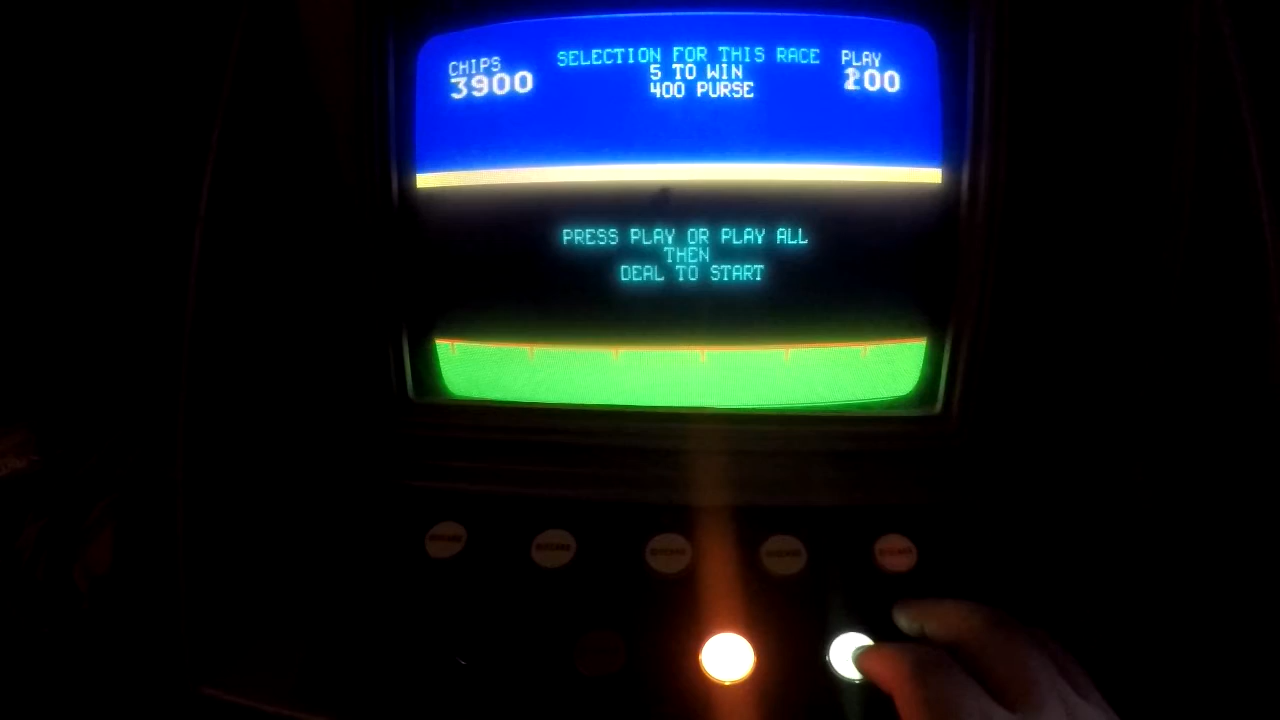 CHIPS
3900
SELECTION FOR THIS RACE
5 TO WIN
400 PURSE
PLAY
PRESS PLAY OR PLAY ALL
THEN
DEAL TO START